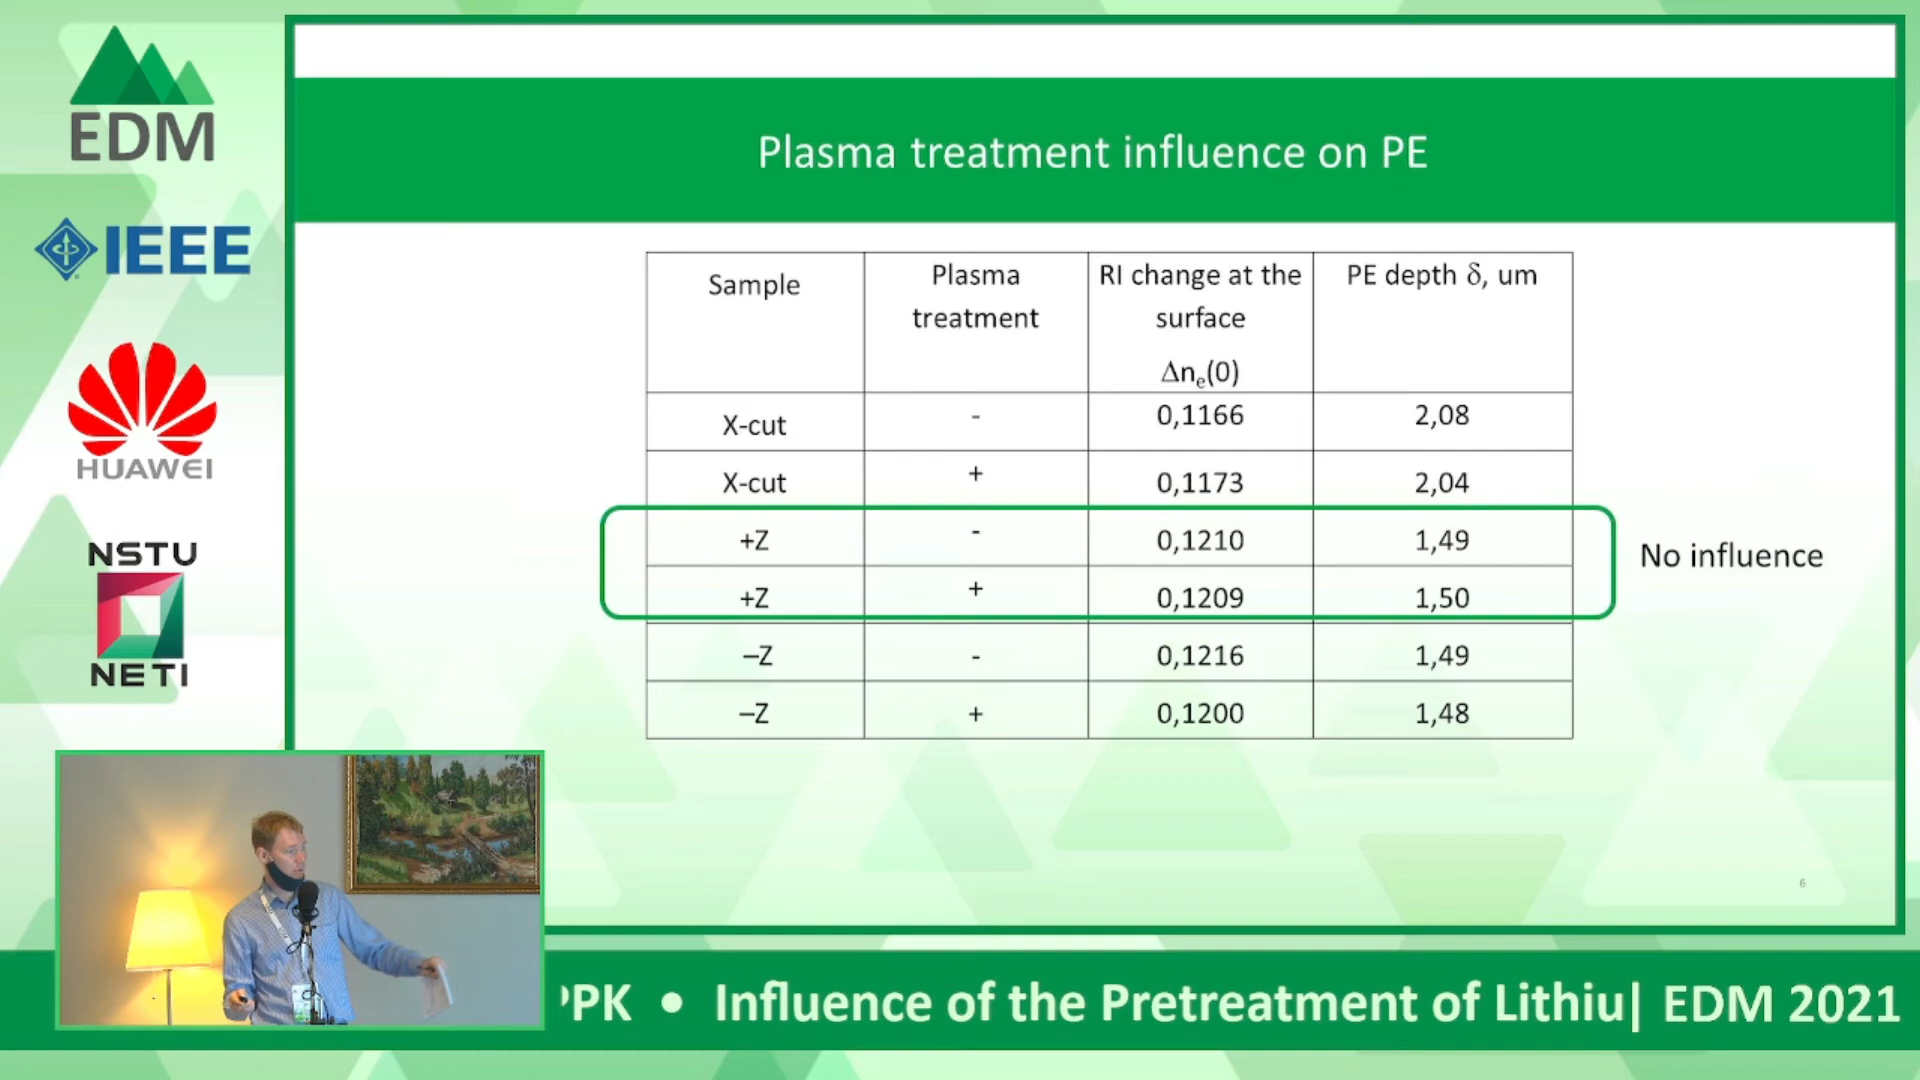 EDM
IEEE
HUAWEI
NSTU
NETI
Plasma treatment influence on PE
Sample
Plasma
treatment
RI change at the
surface
Δnₑ(0)
PE depth δ, um
X-cut - 0,1166 2,08
X-cut + 0,1173 2,04
+Z - 0,1210 1,49
+Z + 0,1209 1,50
–Z - 0,1216 1,49
–Z + 0,1200 1,48
No influence
6
PPK • Influence of the Pretreatment of Lithiu| EDM 2021